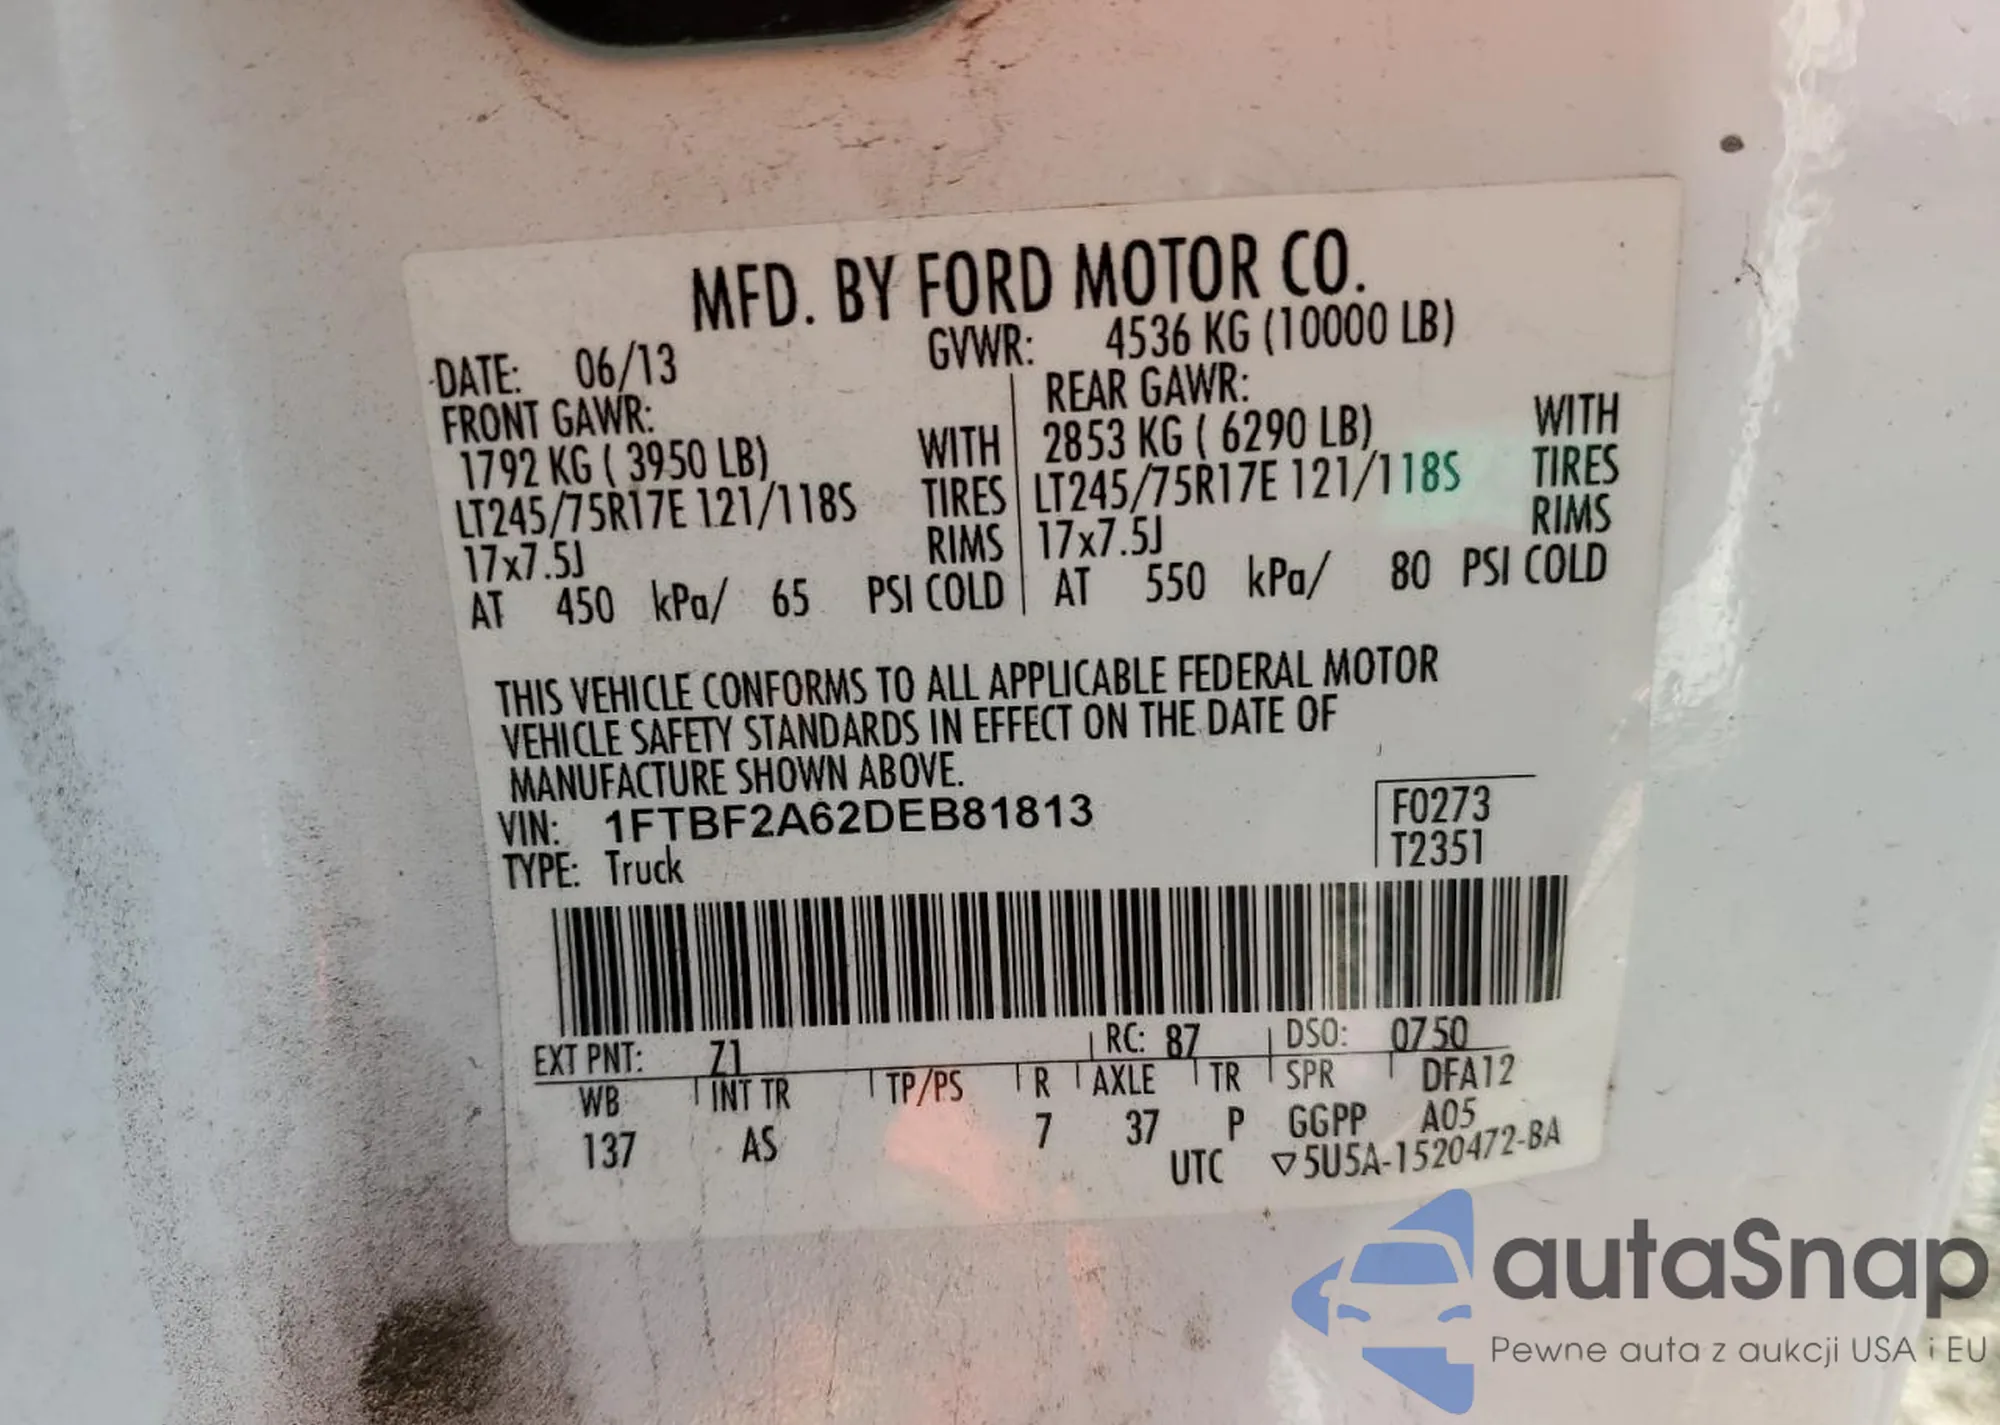 MFD. BY FORD MOTOR CO.
DATE: 06/13 GVWR: 4536 KG (10000 LB)
FRONT GAWR: REAR GAWR:
1792 KG ( 3950 LB) WITH 2853 KG ( 6290 LB) WITH
LT245/75R17E 121/118S TIRES LT245/75R17E 121/118S TIRES
17x7.5J RIMS 17x7.5J RIMS
AT 450 kPa/ 65 PSI COLD AT 550 kPa/ 80 PSI COLD
THIS VEHICLE CONFORMS TO ALL APPLICABLE FEDERAL MOTOR
VEHICLE SAFETY STANDARDS IN EFFECT ON THE DATE OF
MANUFACTURE SHOWN ABOVE.
VIN: 1FTBF2A62DEB81813 F0273
TYPE: Truck T2351
EXT PNT: Z1 RC: 87 DSO: 0750
WB INT TR TP/PS R AXLE TR SPR DFA12
137 AS 7 37 P GGPP A05
UTC ▽5U5A-1520472-BA
autaSnap
Pewne auta z aukcji USA i EU